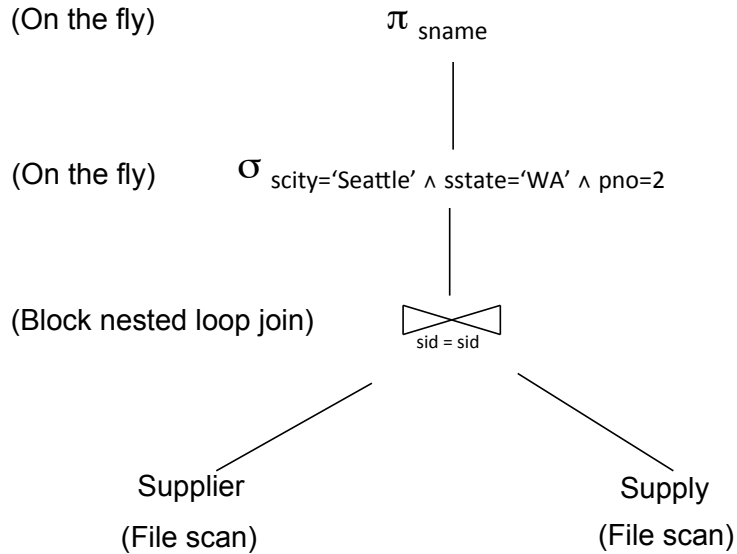 (On the fly) π sname
(On the fly) σ scity=‘Seattle’ ∧ sstate=‘WA’ ∧ pno=2
(Block nested loop join)
sid = sid
Supplier Supply
(File scan) (File scan)